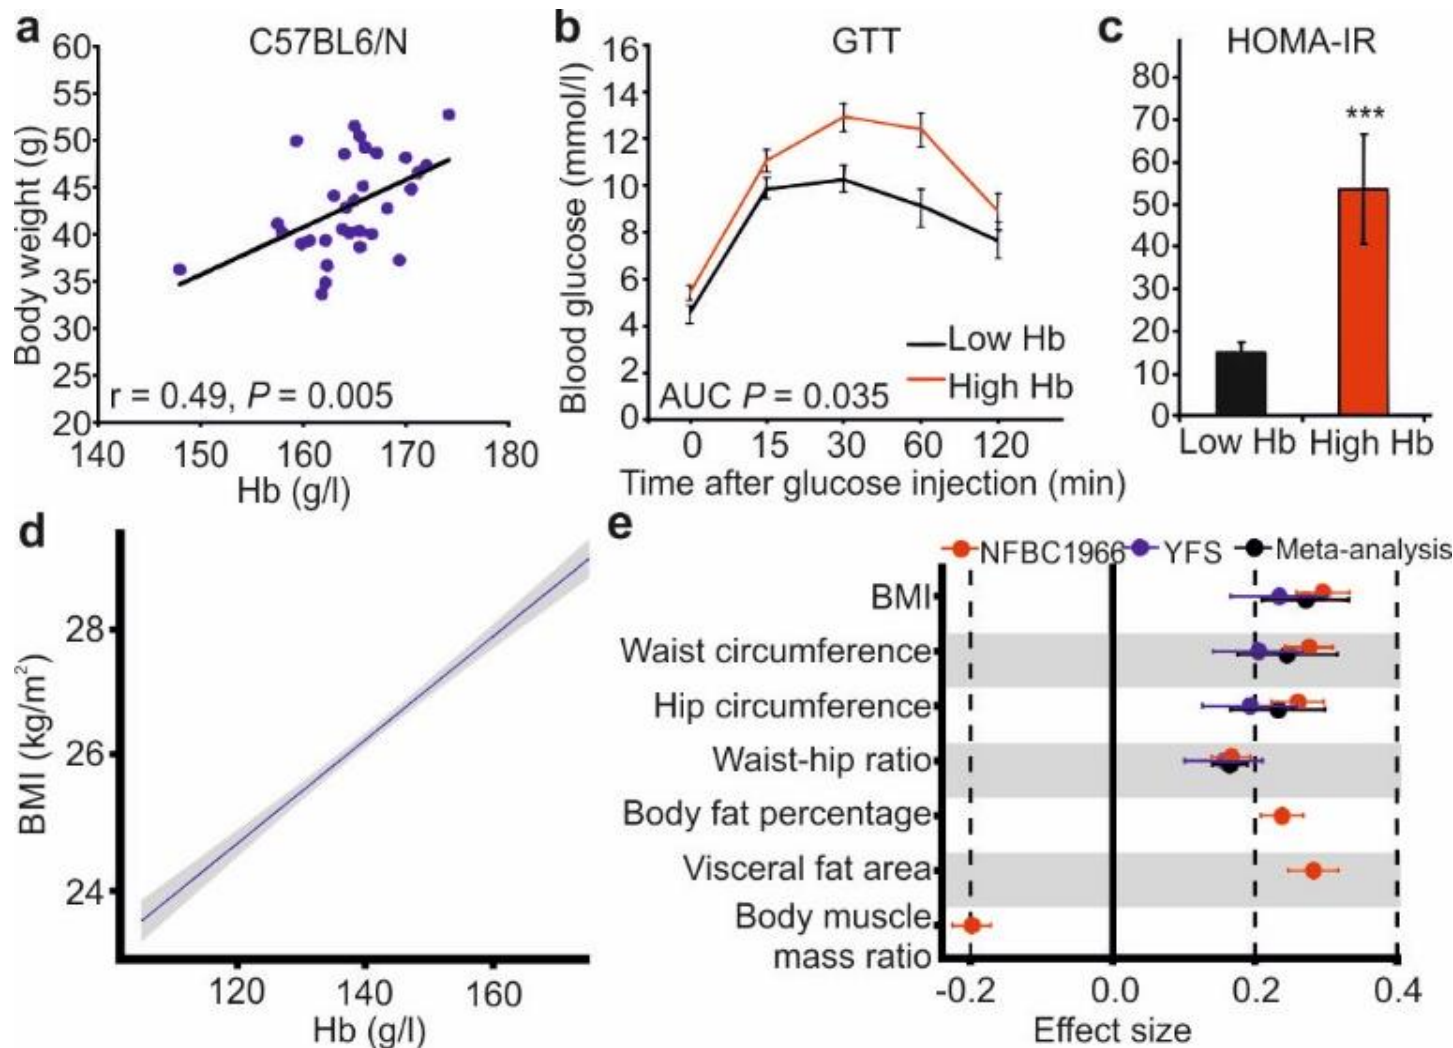 a
C57BL6/N
Body weight (g)
60
55
50
45
40
35
30
25
20
r = 0.49, P = 0.005
140 150 160 170 180
Hb (g/l)
b
GTT
Blood glucose (mmol/l)
16
14
12
10
8
6
4
2
0
Low Hb
High Hb
AUC P = 0.035
0 15 30 60 120
Time after glucose injection (min)
c
HOMA-IR
80
70
60
50
40
30
20
10
0
***
Low Hb High Hb
d
BMI (kg/m²)
28
26
24
120 140 160
Hb (g/l)
e
NFBC1966 YFS Meta-analysis
BMI
Waist circumference
Hip circumference
Waist-hip ratio
Body fat percentage
Visceral fat area
Body muscle
mass ratio
-0.2 0.0 0.2 0.4
Effect size